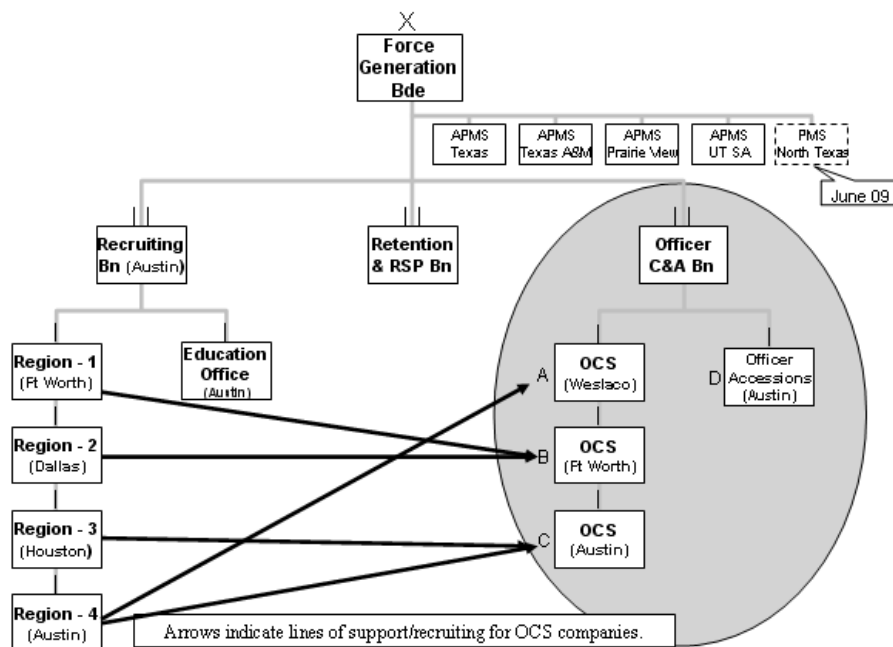 X
Force
Generation
Bde
APMS
Texas
APMS
Texas A&M
APMS
Prairie View
APMS
UT SA
PMS
North Texas
June 09
Recruiting
Bn (Austin)
Retention
& RSP Bn
Officer
C&A Bn
Region - 1
(Ft Worth)
Education
Office
(Austin)
A
OCS
(Weslaco)
D
Officer
Accessions
(Austin)
Region - 2
(Dallas)
B
OCS
(Ft Worth)
Region - 3
(Houston)
C
OCS
(Austin)
Region - 4
(Austin)
Arrows indicate lines of support/recruiting for OCS companies.